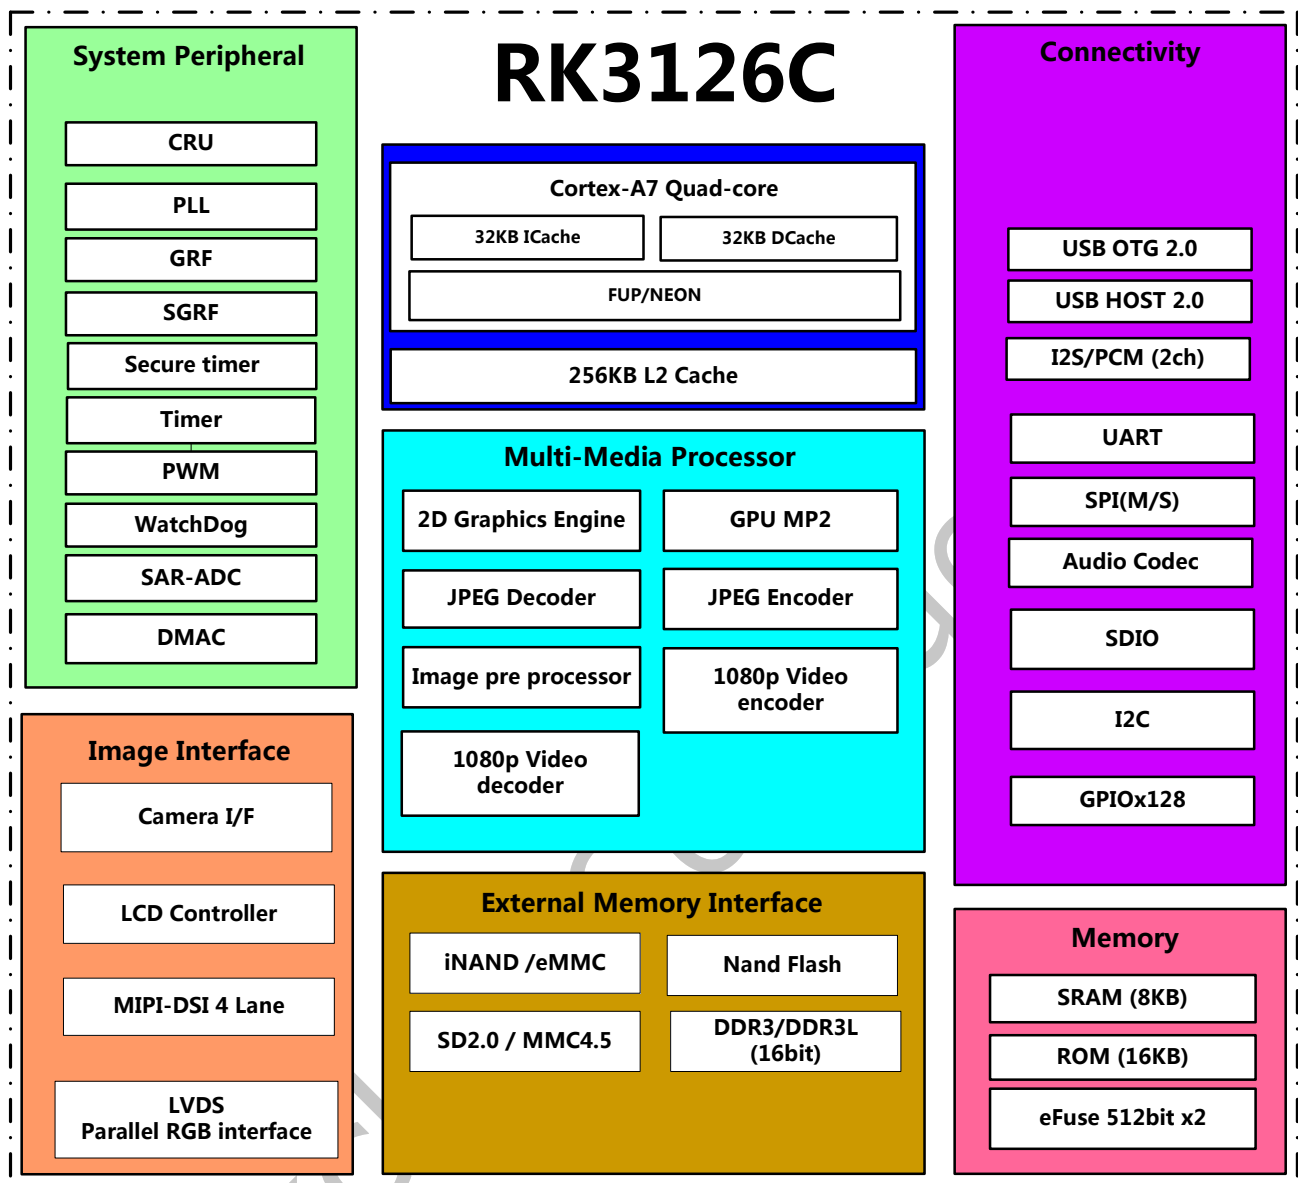 RK3126C
System Peripheral
CRU
PLL
GRF
SGRF
Secure timer
Timer
PWM
WatchDog
SAR-ADC
DMAC
Image Interface
Camera I/F
LCD Controller
MIPI-DSI 4 Lane
LVDS
Parallel RGB interface
Cortex-A7 Quad-core
32KB ICache
32KB DCache
FUP/NEON
256KB L2 Cache
Multi-Media Processor
2D Graphics Engine
GPU MP2
JPEG Decoder
JPEG Encoder
Image pre processor
1080p Video
encoder
1080p Video
decoder
External Memory Interface
iNAND /eMMC
Nand Flash
SD2.0 / MMC4.5
DDR3/DDR3L
(16bit)
Connectivity
USB OTG 2.0
USB HOST 2.0
I2S/PCM (2ch)
UART
SPI(M/S)
Audio Codec
SDIO
I2C
GPIOx128
Memory
SRAM (8KB)
ROM (16KB)
eFuse 512bit x2